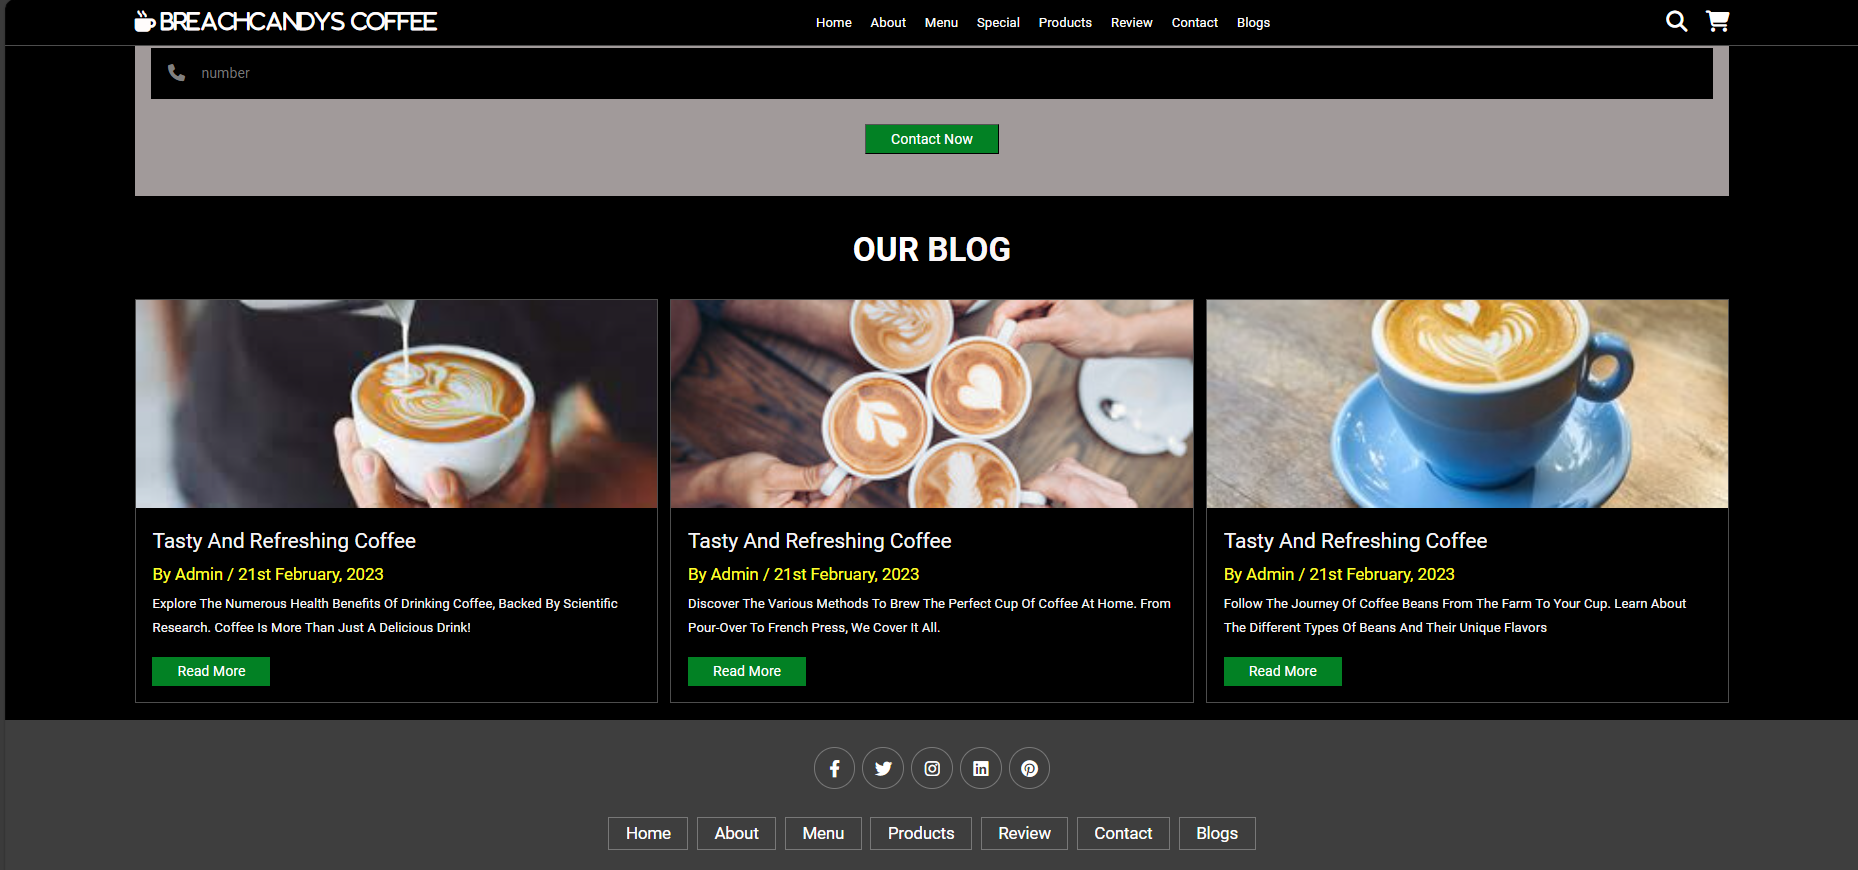 BREACHCANDYS COFFEE
Home About Menu Special Products Review Contact Blogs
number
Contact Now
OUR BLOG
Tasty And Refreshing Coffee
By Admin / 21st February, 2023
Explore The Numerous Health Benefits Of Drinking Coffee, Backed By Scientific
Research. Coffee Is More Than Just A Delicious Drink!
Read More
Tasty And Refreshing Coffee
By Admin / 21st February, 2023
Discover The Various Methods To Brew The Perfect Cup Of Coffee At Home. From
Pour-Over To French Press, We Cover It All.
Read More
Tasty And Refreshing Coffee
By Admin / 21st February, 2023
Follow The Journey Of Coffee Beans From The Farm To Your Cup. Learn About
The Different Types Of Beans And Their Unique Flavors
Read More
Home About Menu Products Review Contact Blogs